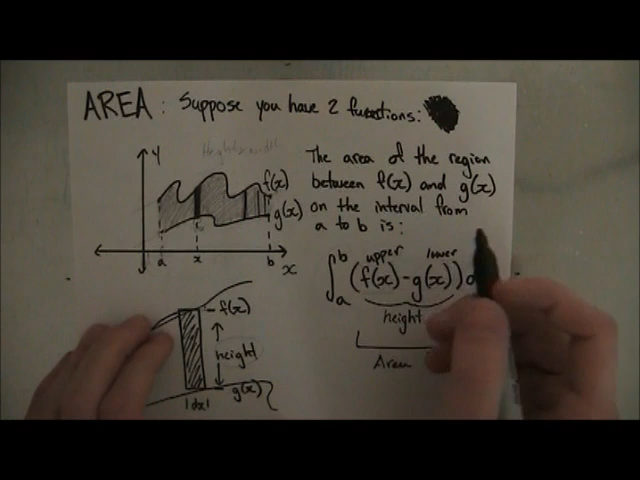 AREA: Suppose you have 2 functions:
The area of the region
between f(x) and g(x)
on the interval from
a to b is:
y
f(x)
g(x)
a x b x
b upper lower
∫ (f(x) - g(x))
a
height
Area
f(x)
height
g(x)
|dx|